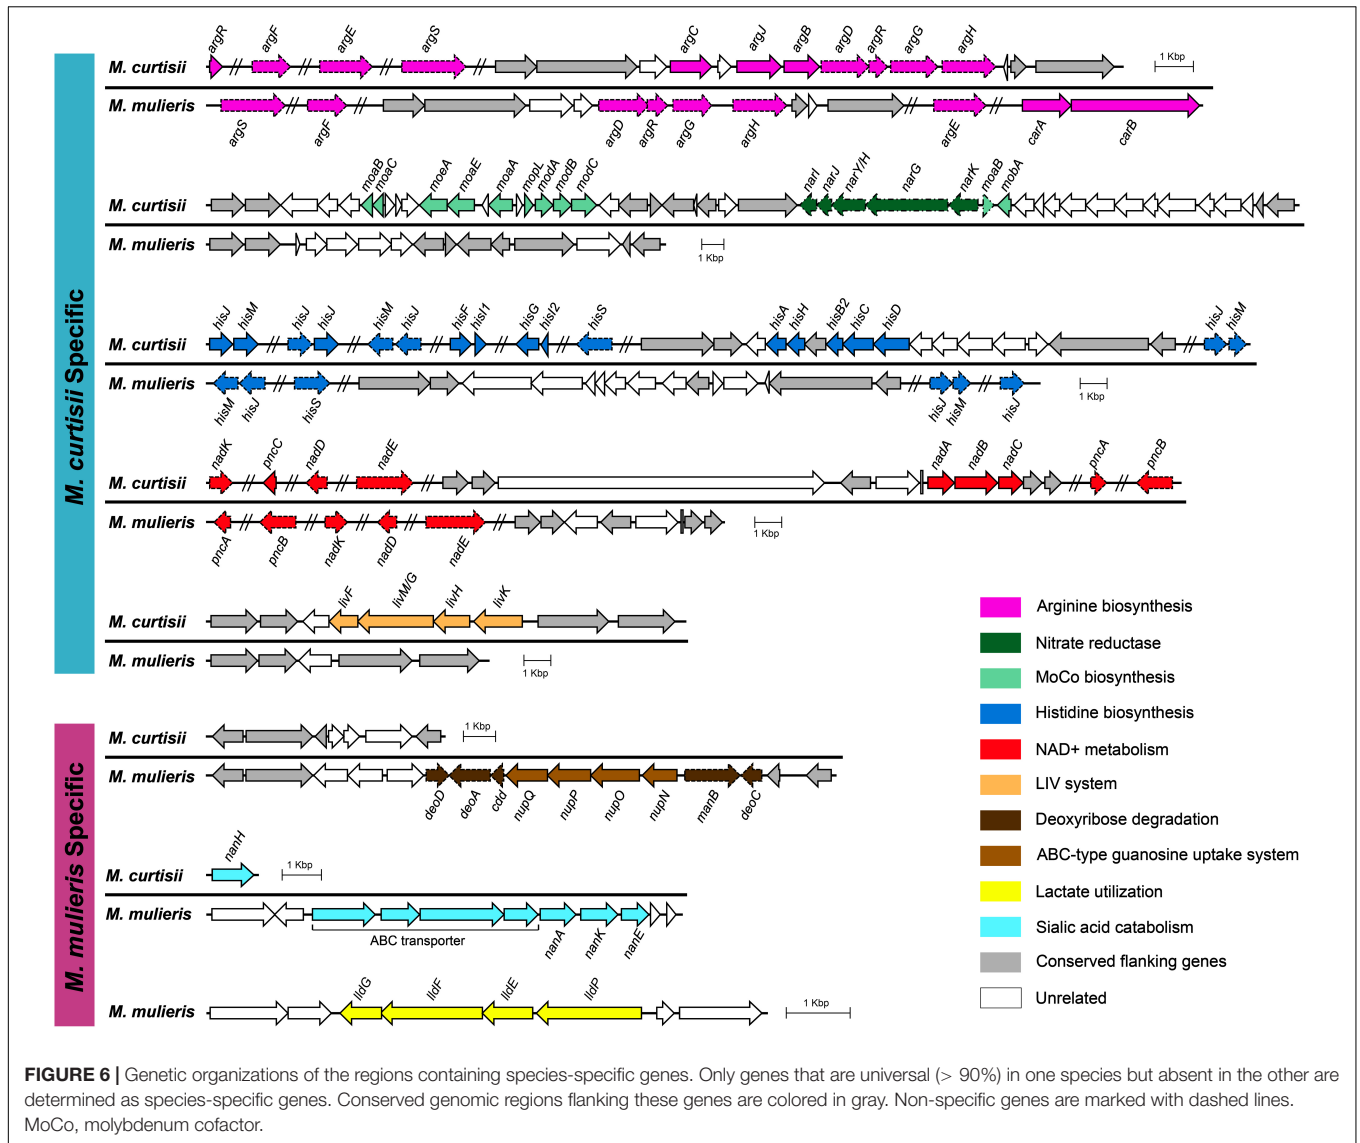 argR argF argE argS argC argJ argB argD argR argG argH
M. curtisii
1 Kbp
M. mulieris
argS argF argD argR argG argH argE carA carB
moaB moaC moeA moaE moaA mopL modA modB modC narI narJ narY/H narG narK moaB mobA
M. curtisii
M. mulieris
1 Kbp
hisJ hisM hisJ hisJ hisM hisJ hisF hisI1 hisG hisI2 hisS hisA hisH hisB2 hisC hisD hisJ hisM
M. curtisii
M. mulieris
1 Kbp
hisM hisJ hisS hisJ hisM hisJ
nadK pncC nadD nadE nadA nadB nadC pncA pncB
M. curtisii
M. mulieris
1 Kbp
pncA pncB nadK nadD nadE
livF livM/G livH livK
M. curtisii
M. mulieris
1 Kbp
M. curtisii Specific
M. curtisii
1 Kbp
M. mulieris
deoD deoA cdd nupQ nupP nupO nupN manB deoC
nanH
M. curtisii
1 Kbp
M. mulieris
ABC transporter
nanA nanK nanE
lldG lldF lldE lldP
M. mulieris
1 Kbp
M. mulieris Specific
Arginine biosynthesis
Nitrate reductase
MoCo biosynthesis
Histidine biosynthesis
NAD+ metabolism
LIV system
Deoxyribose degradation
ABC-type guanosine uptake system
Lactate utilization
Sialic acid catabolism
Conserved flanking genes
Unrelated
FIGURE 6 | Genetic organizations of the regions containing species-specific genes. Only genes that are universal (> 90%) in one species but absent in the other are
determined as species-specific genes. Conserved genomic regions flanking these genes are colored in gray. Non-specific genes are marked with dashed lines.
MoCo, molybdenum cofactor.